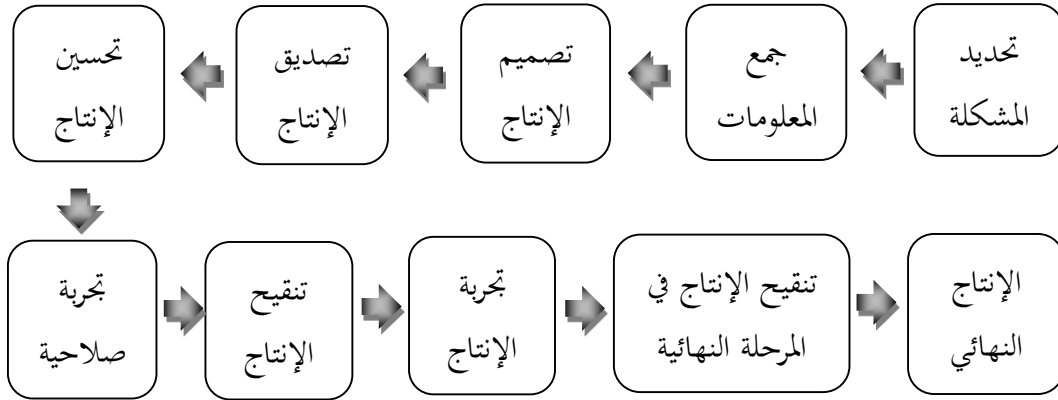 تحديد
المشكلة
جمع
المعلومات
تصميم
الإنتاج
تصديق
الإنتاج
تحسين
الإنتاج
تجربة
صلاحية
تنقيح
الإنتاج
تجربة
الإنتاج
تنقيح الإنتاج في
المرحلة النهائية
الإنتاج
النهائي